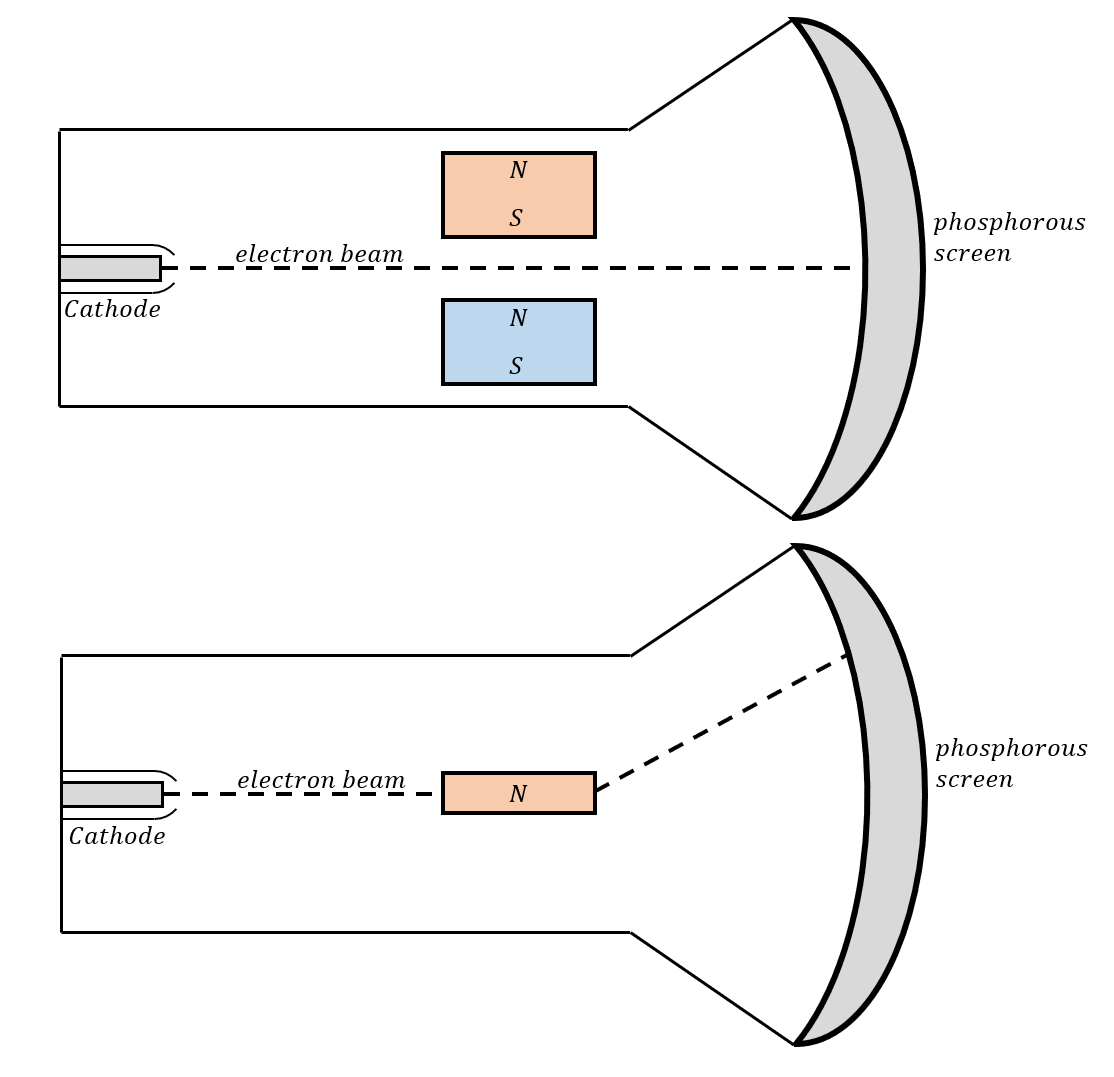 N
S
electron beam
Cathode
N
S
phosphorous
screen
electron beam
Cathode
N
phosphorous
screen